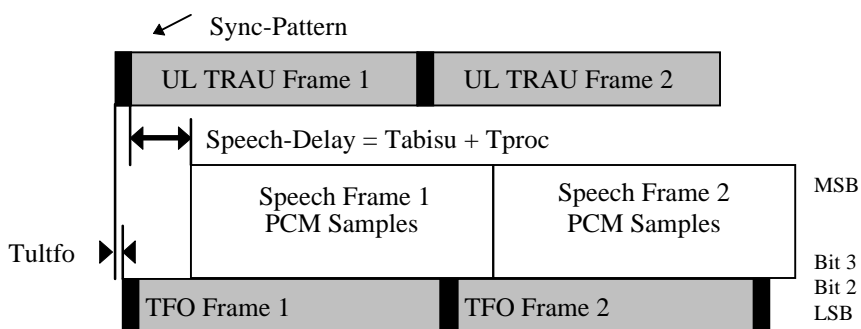 Sync-Pattern
UL TRAU Frame 1
UL TRAU Frame 2
Speech-Delay = Tabisu + Tproc
Speech Frame 1
PCM Samples
Speech Frame 2
PCM Samples
MSB
Tultfo
Bit 3
Bit 2
LSB
TFO Frame 1
TFO Frame 2